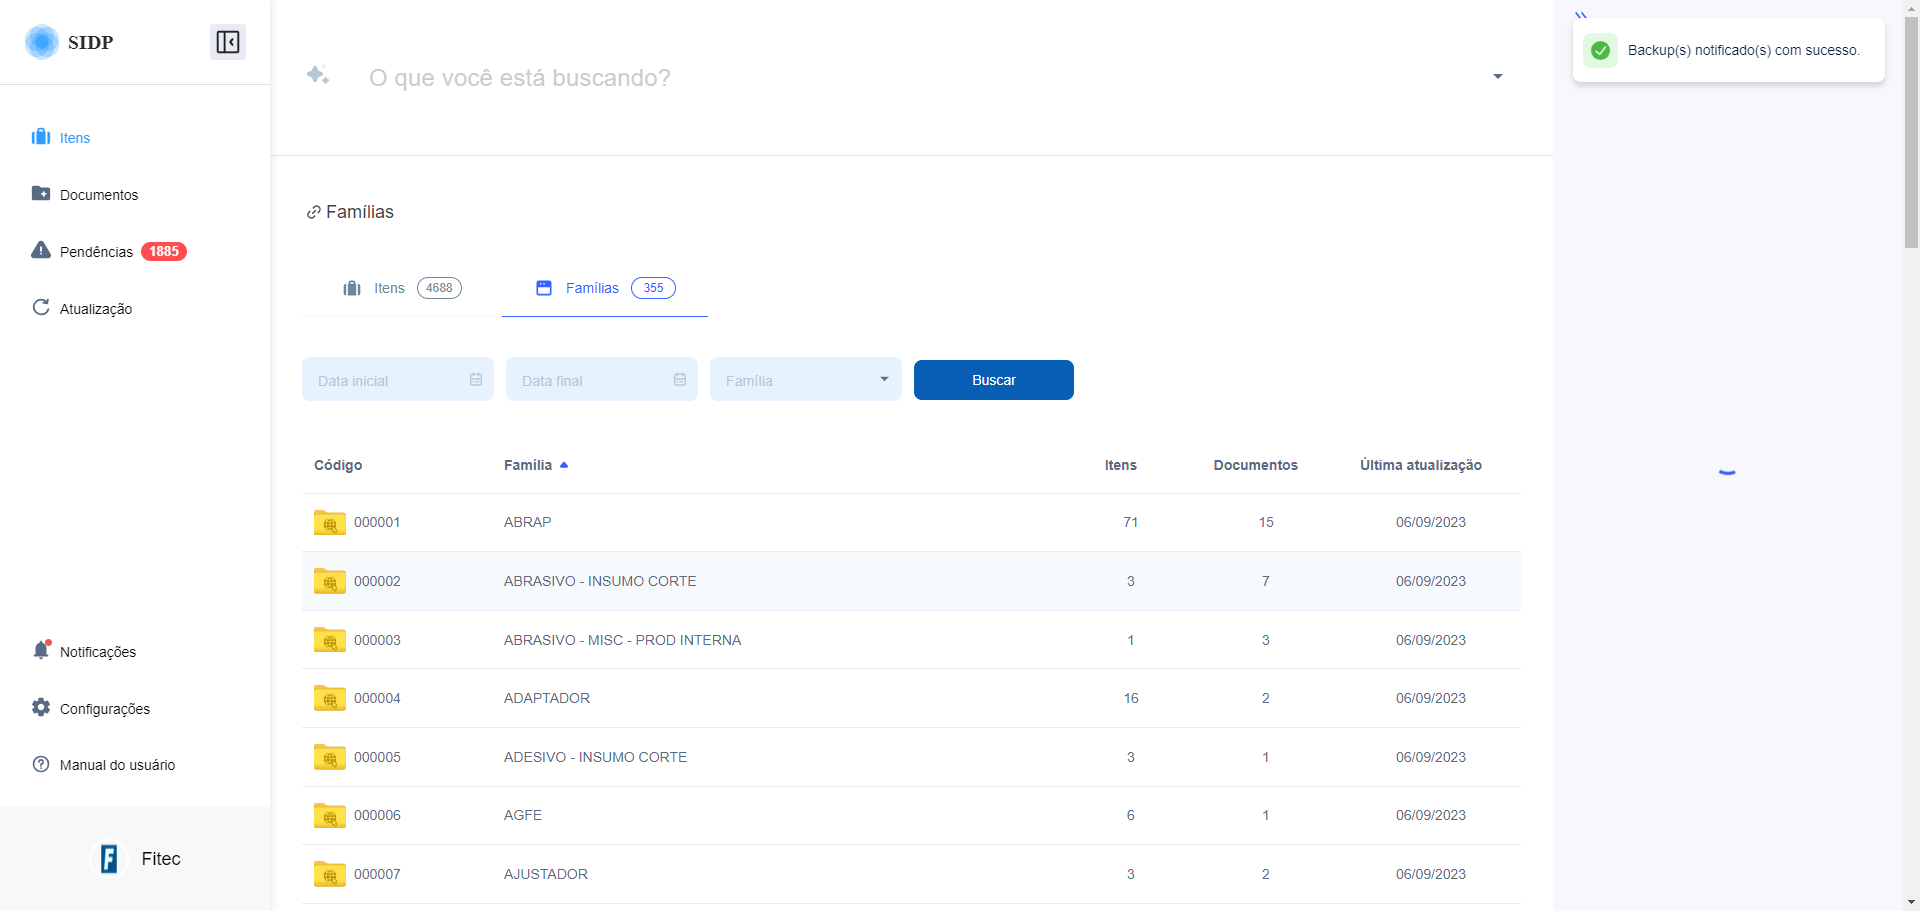 SIDP
O que você está buscando?
Backup(s) notificado(s) com sucesso.
Itens
Documentos
Pendências 1885
Atualização
Famílias
Itens 4688
Famílias 355
Data inicial
Data final
Família
Buscar
Código Família Itens Documentos Última atualização
000001 ABRAP 71 15 06/09/2023
000002 ABRASIVO - INSUMO CORTE 3 7 06/09/2023
000003 ABRASIVO - MISC - PROD INTERNA 1 3 06/09/2023
000004 ADAPTADOR 16 2 06/09/2023
000005 ADESIVO - INSUMO CORTE 3 1 06/09/2023
000006 AGFE 6 1 06/09/2023
000007 AJUSTADOR 3 2 06/09/2023
Notificações
Configurações
Manual do usuário
F Fitec